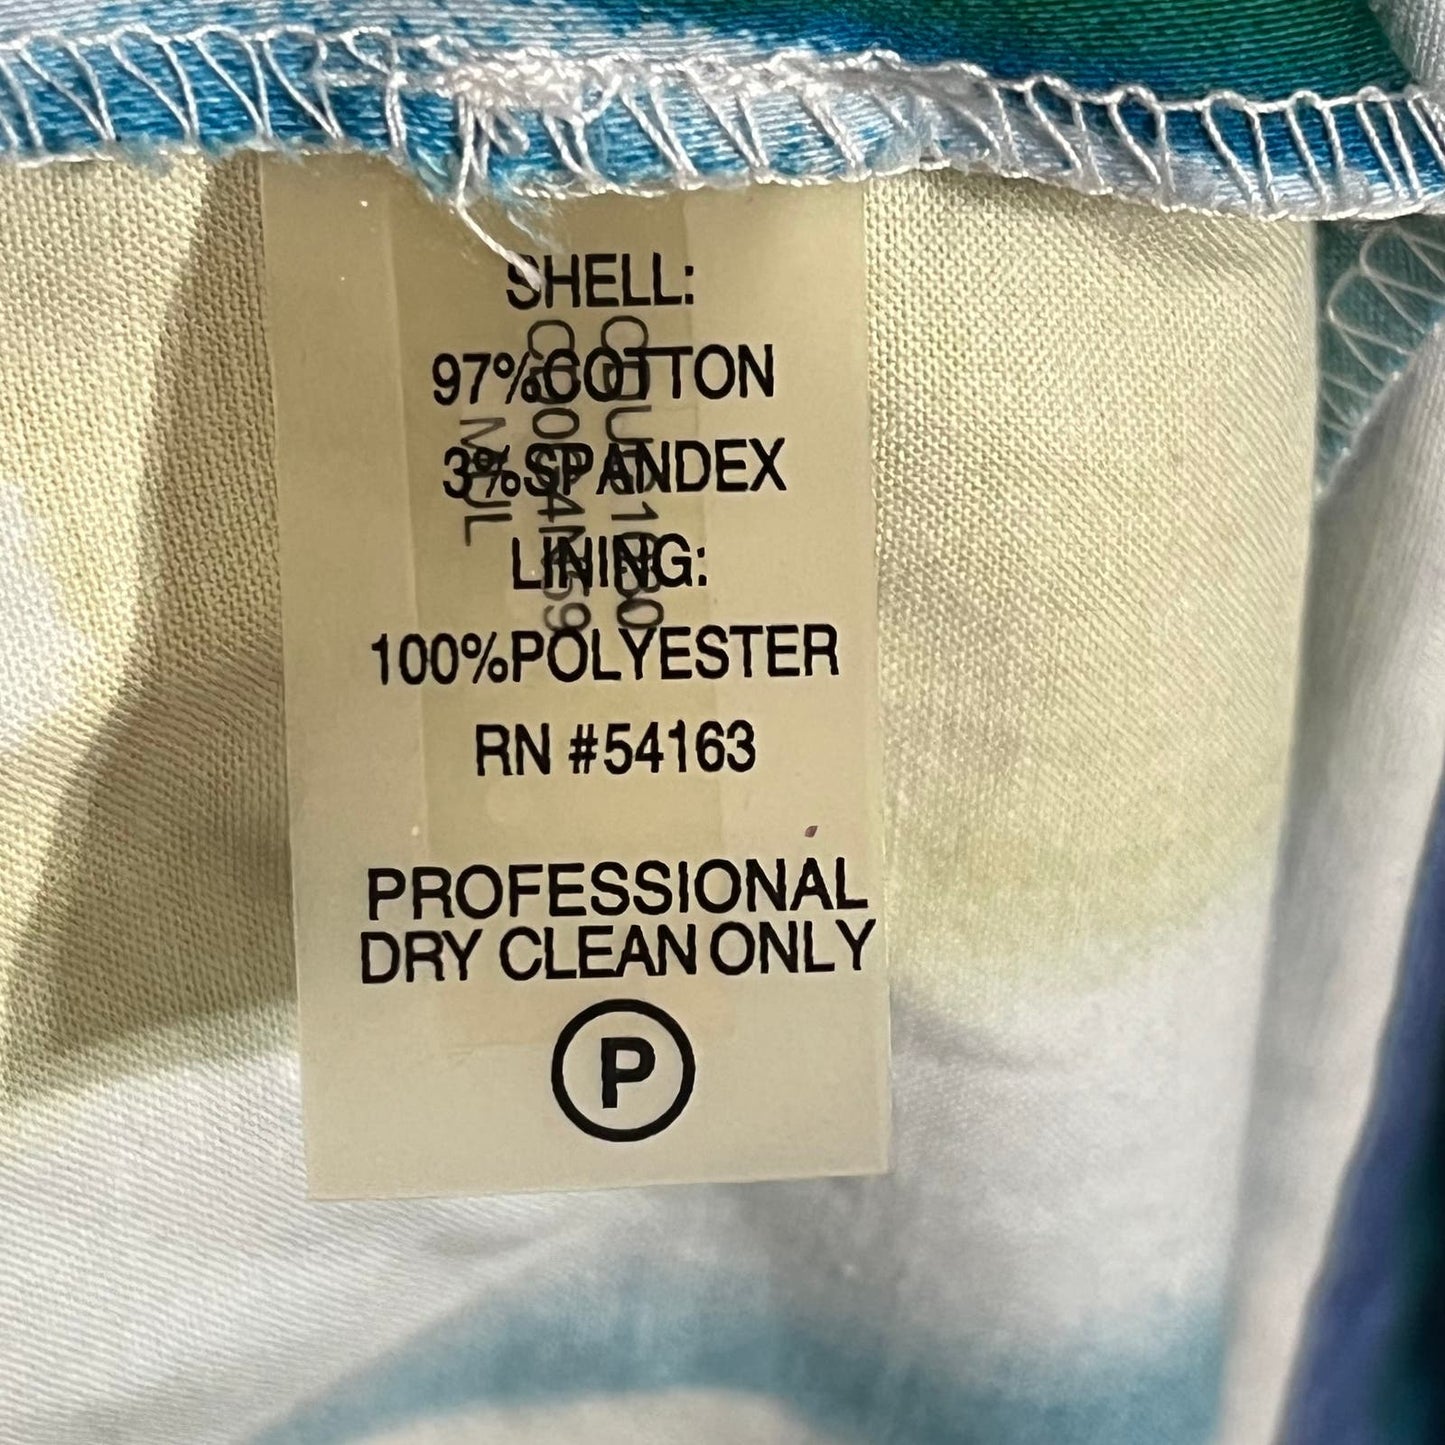 SHELL:
97%COTTON
3%SPANDEX
LINING:
100%POLYESTER
RN #54163
PROFESSIONAL
DRY CLEAN ONLY
P